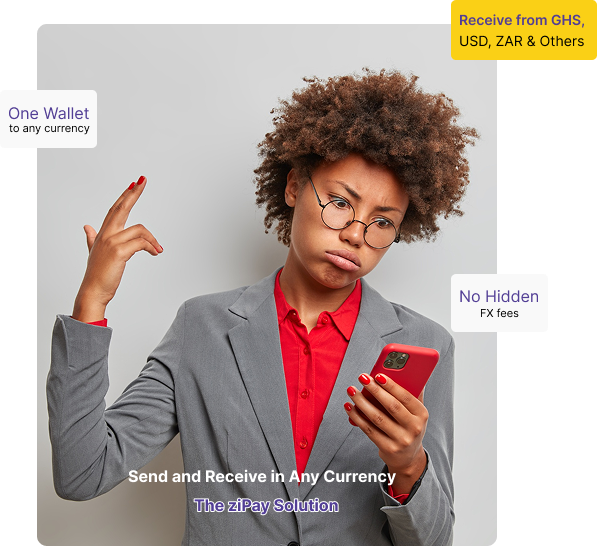 Receive from GHS,
USD, ZAR & Others
One Wallet
to any currency
No Hidden
FX fees
Send and Receive in Any Currency
The ziPay Solution